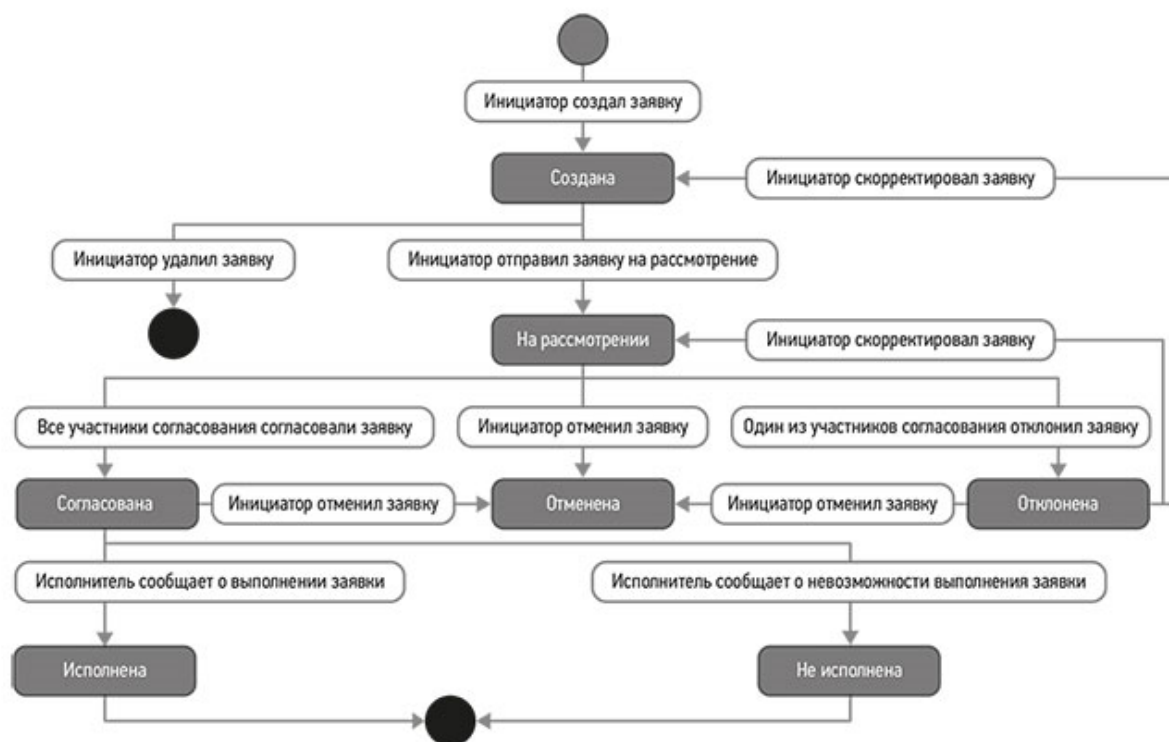 Инициатор создал заявку
Создана
Инициатор скорректировал заявку
Инициатор удалил заявку
Инициатор отправил заявку на рассмотрение
На рассмотрении
Инициатор скорректировал заявку
Все участники согласования согласовали заявку
Инициатор отменил заявку
Один из участников согласования отклонил заявку
Согласована
Инициатор отменил заявку
Отменена
Инициатор отменил заявку
Отклонена
Исполнитель сообщает о выполнении заявки
Исполнитель сообщает о невозможности выполнения заявки
Исполнена
Не исполнена